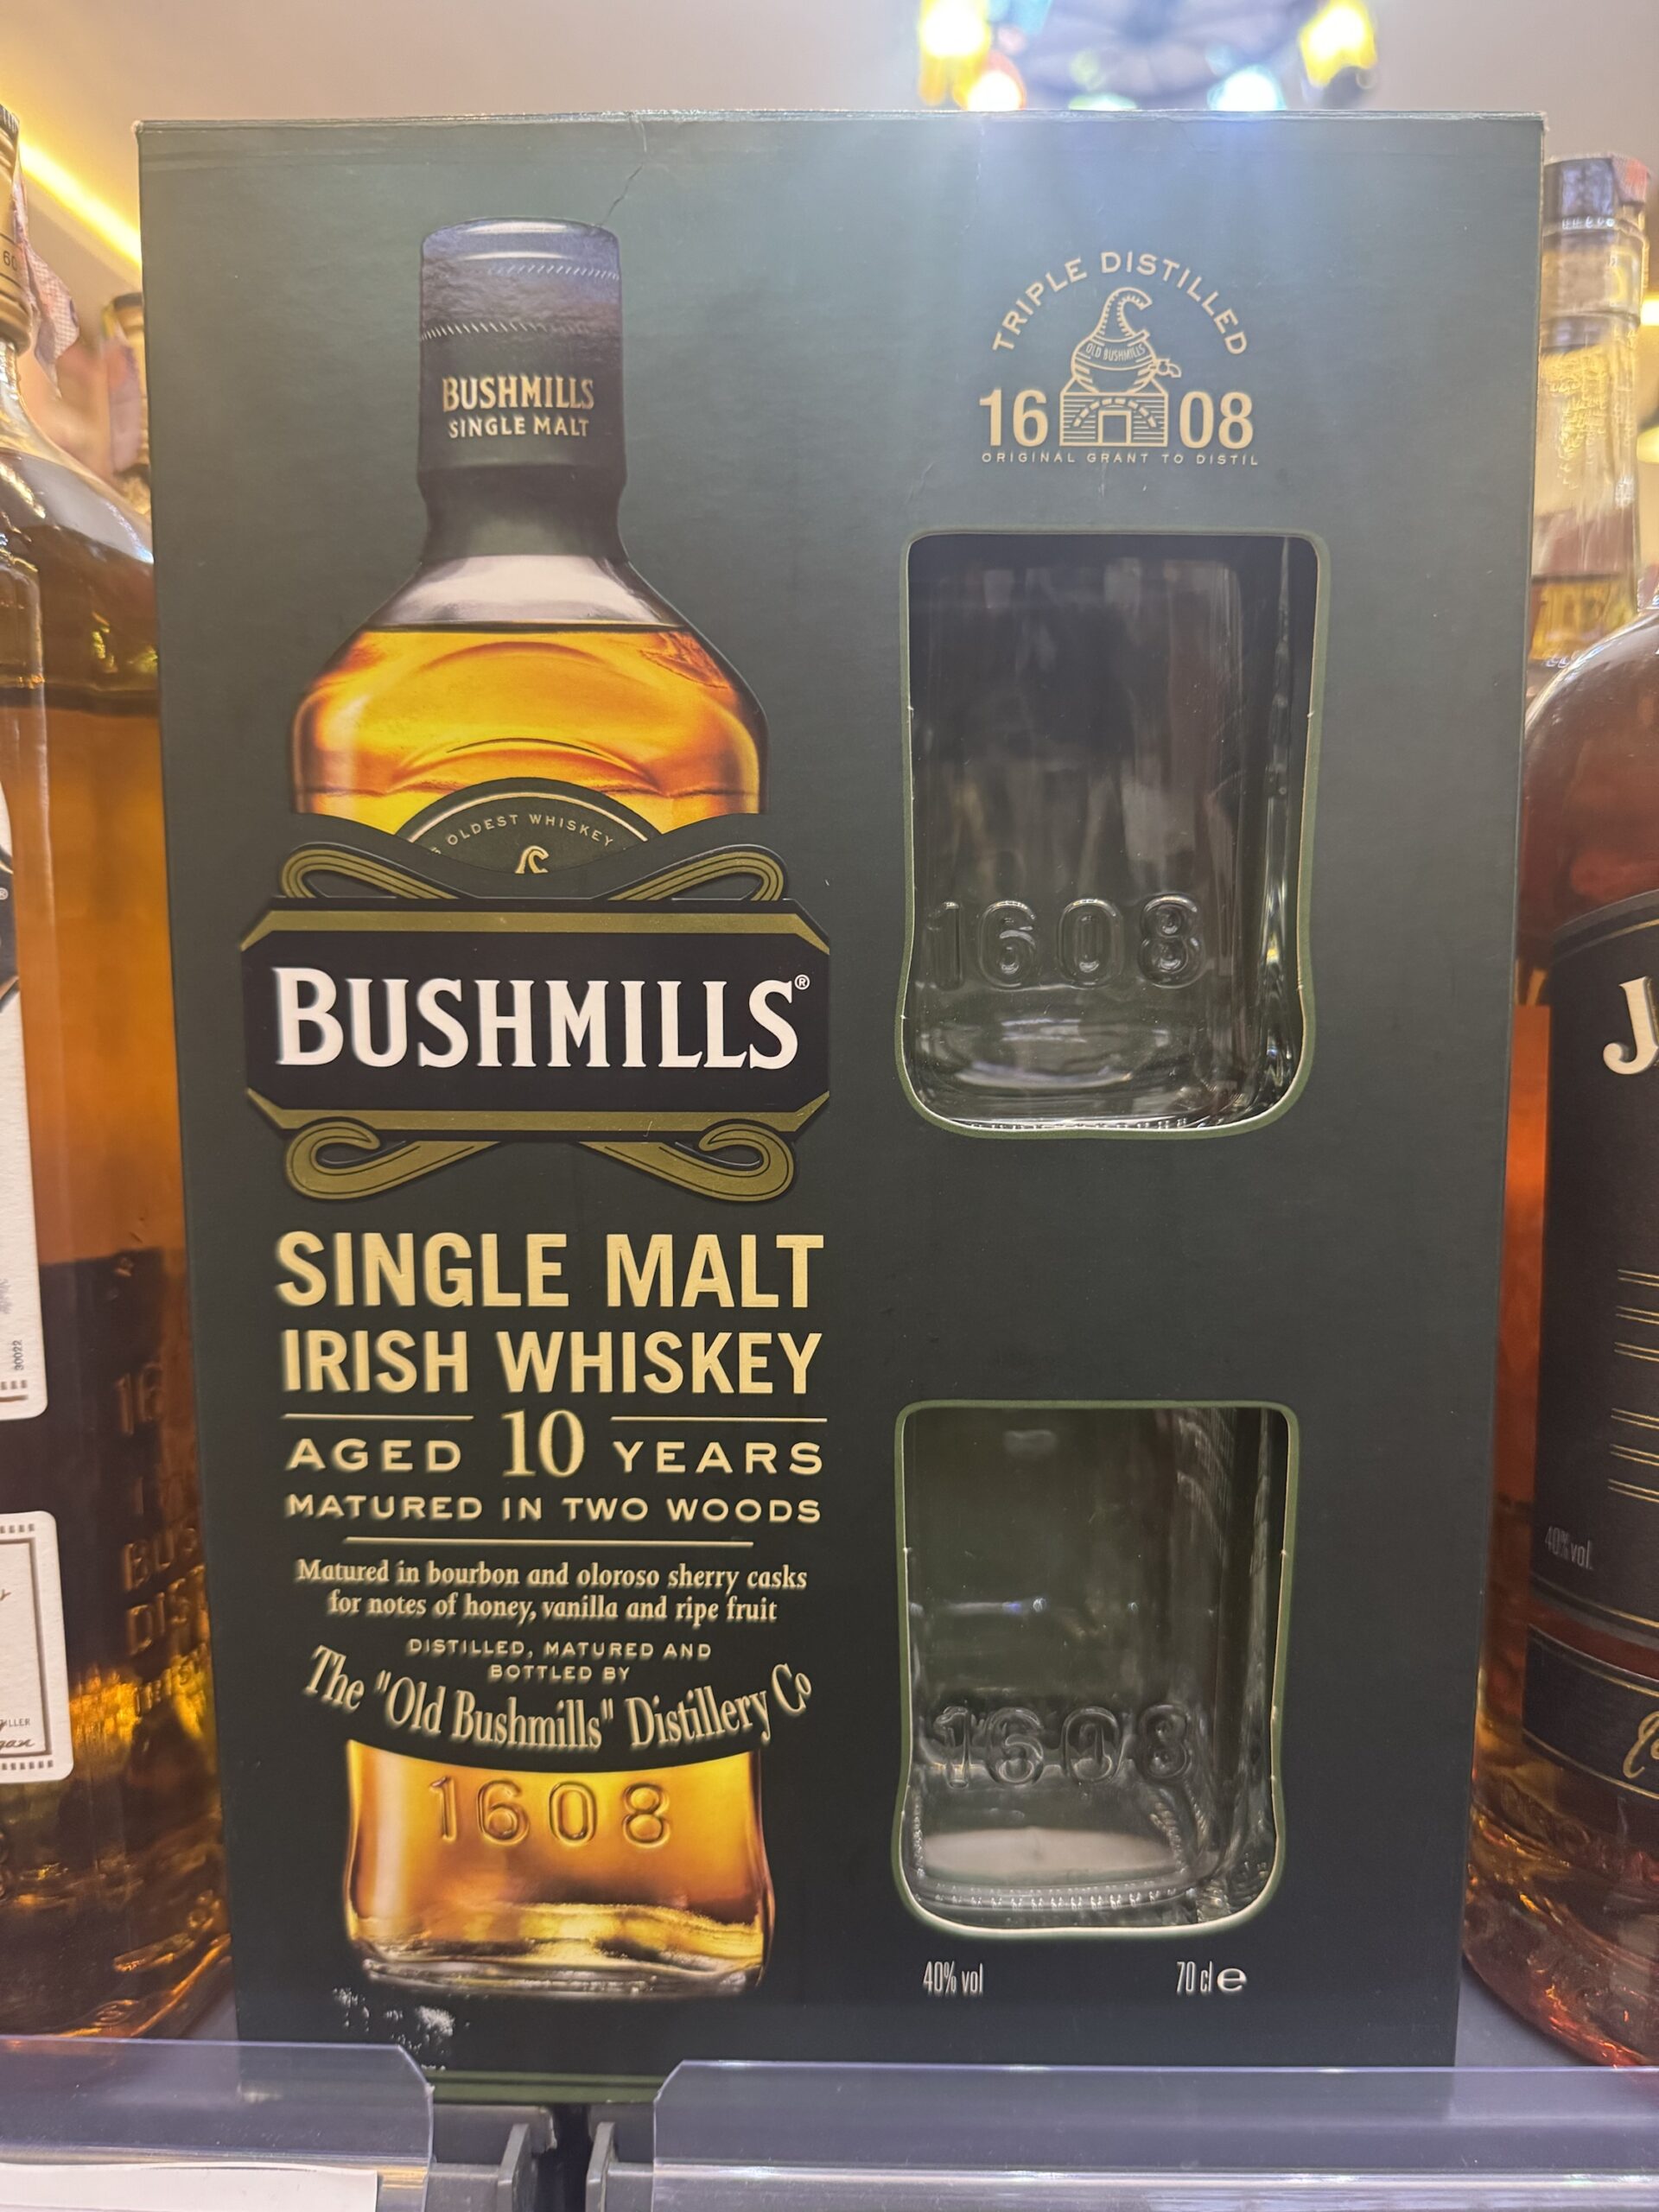 BUSHMILLS
SINGLE MALT
TRIPLE DISTILLED
OLD BUSHMILLS
16 08
ORIGINAL GRANT TO DISTIL
OLDEST WHISKEY
BUSHMILLS®
SINGLE MALT
IRISH WHISKEY
AGED 10 YEARS
MATURED IN TWO WOODS
Matured in bourbon and oloroso sherry casks
for notes of honey, vanilla and ripe fruit
DISTILLED, MATURED AND
BOTTLED BY
The "Old Bushmills" Distillery Co
1608
1608
1608
40% vol
70 cl e
30022
40% vol